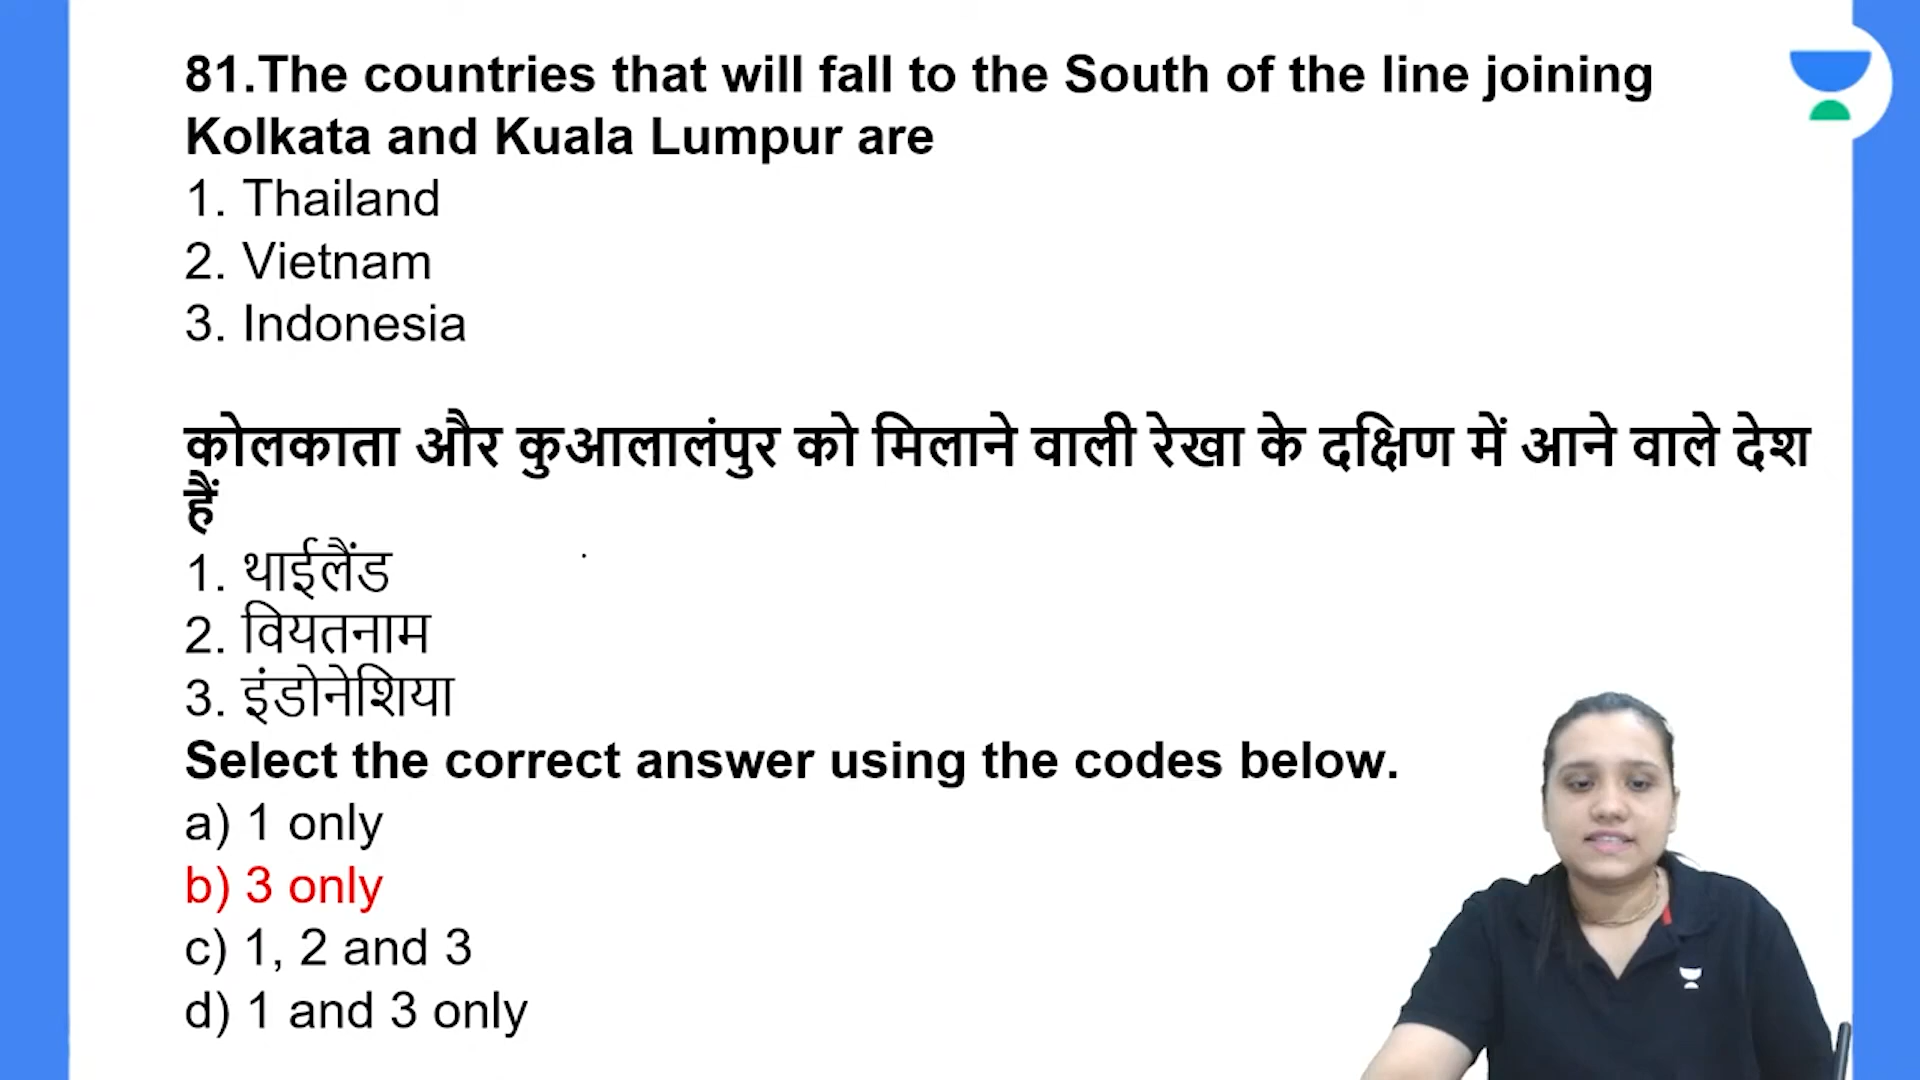 81.The countries that will fall to the South of the line joining
Kolkata and Kuala Lumpur are
1. Thailand
2. Vietnam
3. Indonesia
कोलकाता और कुआलालंपुर को मिलाने वाली रेखा के दक्षिण में आने वाले देश
हैं
1. थाईलैंड
2. वियतनाम
3. इंडोनेशिया
Select the correct answer using the codes below.
a) 1 only
b) 3 only
c) 1, 2 and 3
d) 1 and 3 only